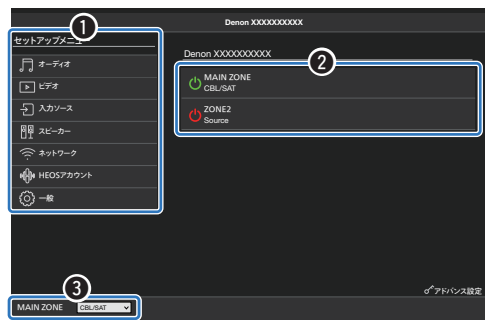 Denon XXXXXXXXXX
1
セットアップメニュー
オーディオ
ビデオ
入力ソース
スピーカー
ネットワーク
HEOSアカウント
一般
Denon XXXXXXXXXX
2
MAIN ZONE
CBL/SAT
ZONE2
Source
アドバンス設定
3
MAIN ZONE CBL/SAT